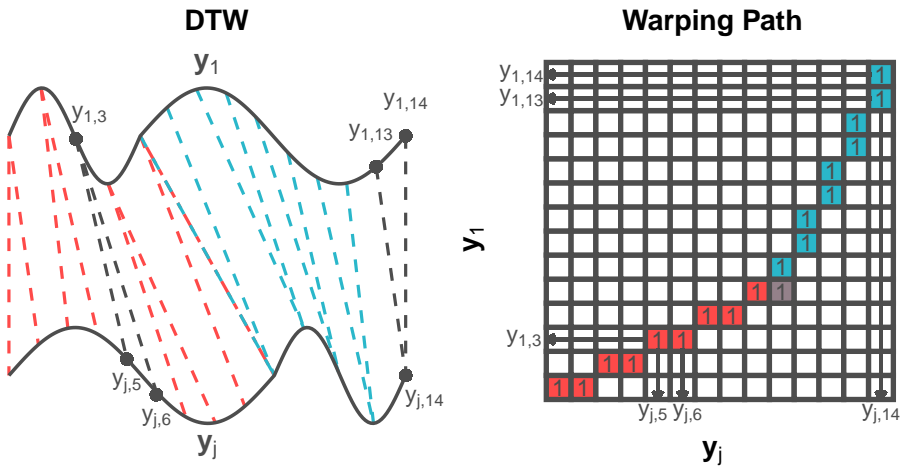 DTW
y1
y1,3
y1,14
y1,13
yj,5
yj,6
yj,14
yj
Warping Path
y1,14
1
y1,13
1
1
1
1
1
1
1
1
1 1
1 1
y1,3
1 1
1 1
1 1
y1
yj,5
yj,6
yj,14
yj